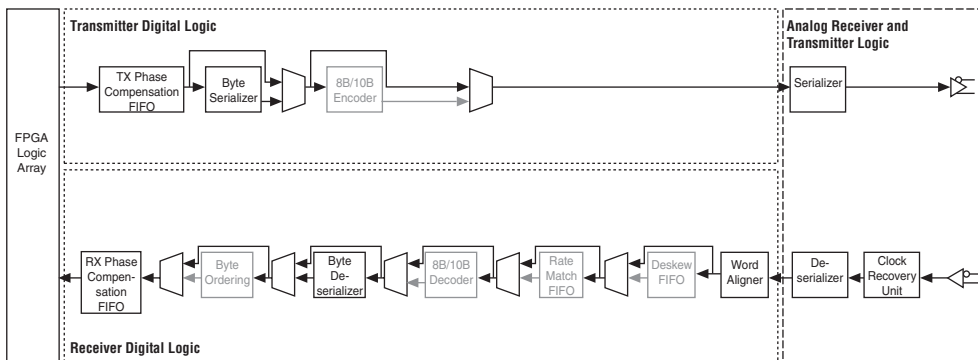 Transmitter Digital Logic
Analog Receiver and
Transmitter Logic
TX Phase
Compensation
FIFO
Byte
Serializer
8B/10B
Encoder
Serializer
FPGA
Logic
Array
RX Phase
Compen-
sation
FIFO
Byte
Ordering
Byte
De-
serializer
8B/10B
Decoder
Rate
Match
FIFO
Deskew
FIFO
Word
Aligner
De-
serializer
Clock
Recovery
Unit
Receiver Digital Logic